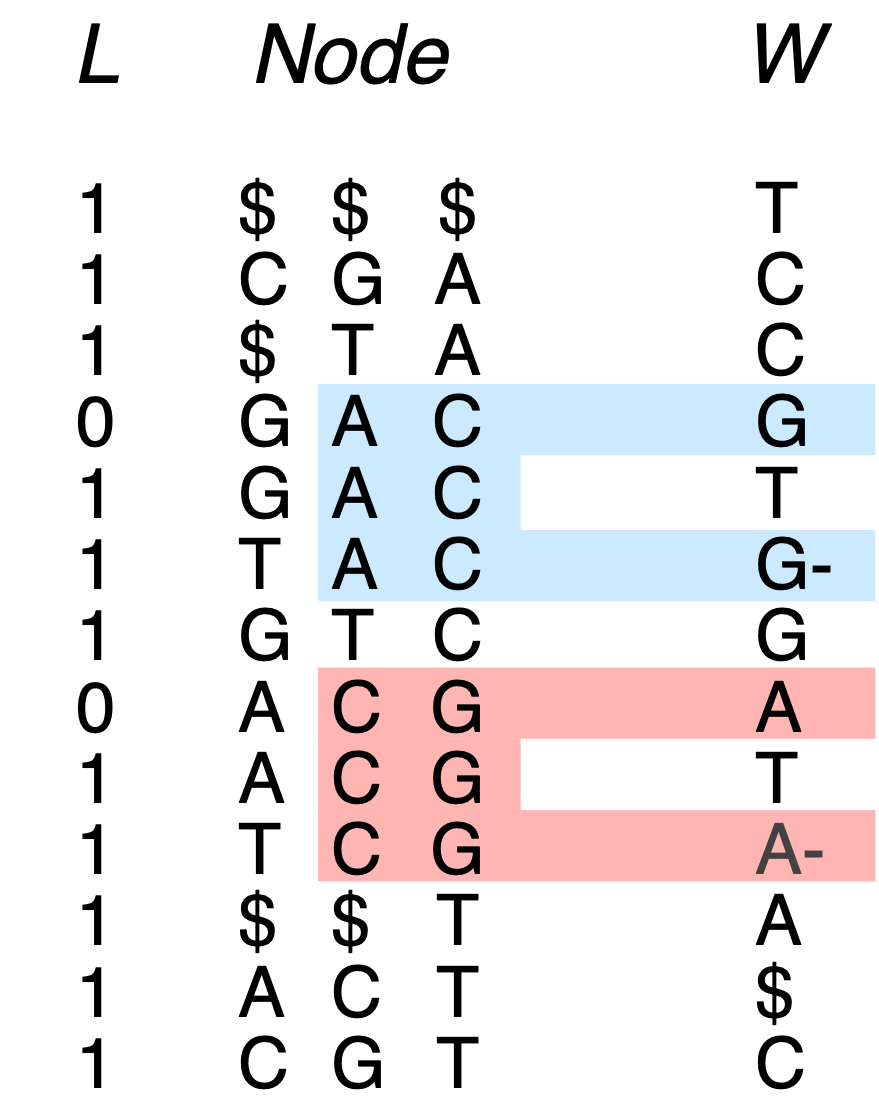 L Node W
1 $ $ $ T
1 C G A C
1 $ T A C
0 G A C G
1 G A C T
1 T A C G-
1 G T C G
0 A C G A
1 A C G T
1 T C G A-
1 $ $ T A
1 A C T $
1 C G T C